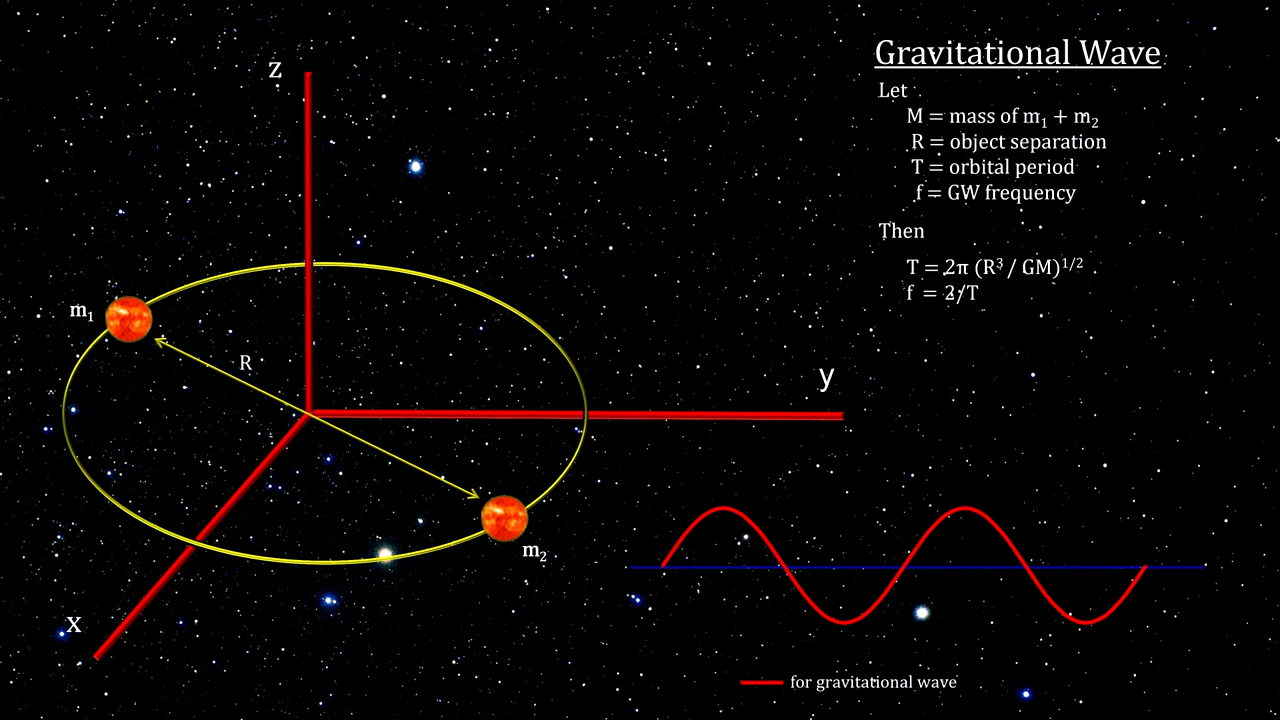 Gravitational Wave
Let
M = mass of m₁ + m₂
R = object separation
T = orbital period
f = GW frequency
Then
T = 2π (R³ / GM)¹/²
f = 2/T
z
m₁
R
y
m₂
x
for gravitational wave